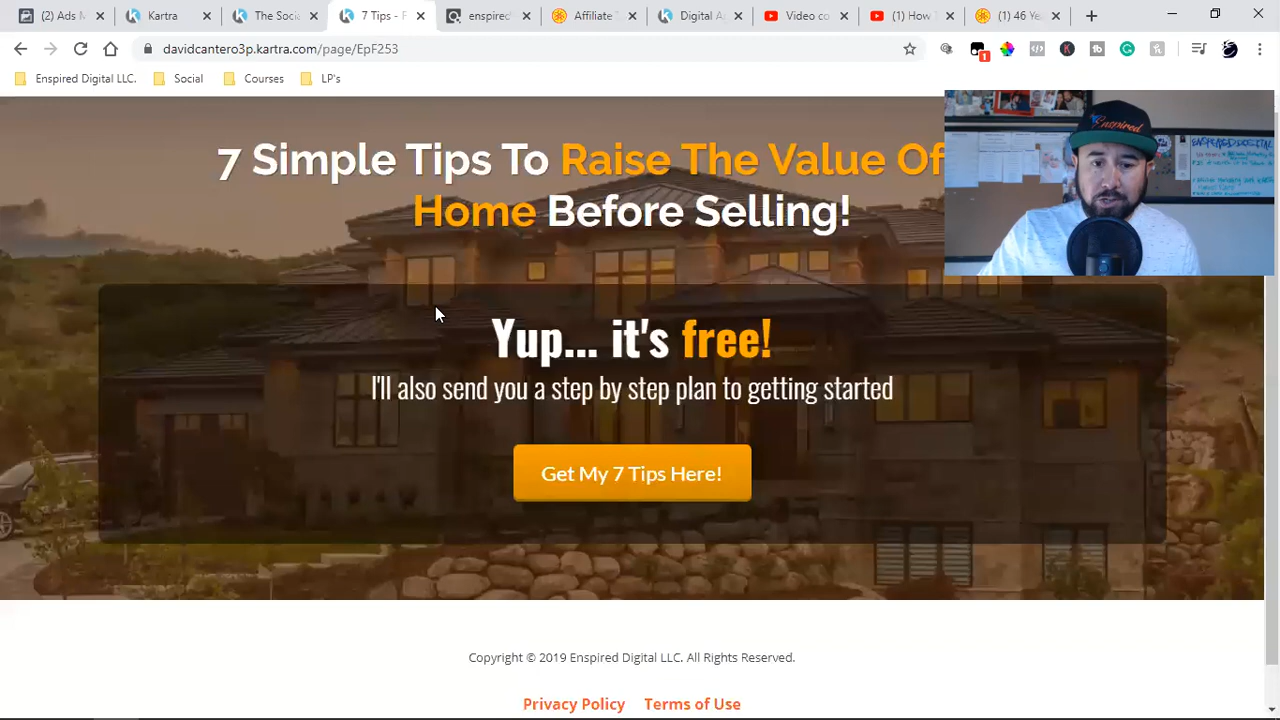 (2) Ads M
Kartra
The Socia
7 Tips - F
enspired
Affiliate
Digital A
Video co
(1) How
(1) 46 Ye
davidcantero3p.kartra.com/page/EpF253
1
Enspired Digital LLC.
Social
Courses
LP's
7 Simple Tips To Raise The Value Of
Home Before Selling!
Enspired
Yup... it's free!
I'll also send you a step by step plan to getting started
Get My 7 Tips Here!
Copyright © 2019 Enspired Digital LLC. All Rights Reserved.
Privacy Policy Terms of Use